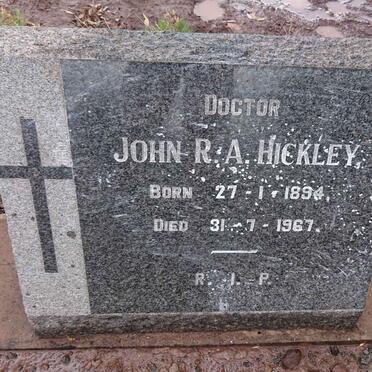 DOCTOR
JOHN R. A. HICKLEY,
BORN 27-1-1894,
DIED 31-7-1967.
R. I. P.